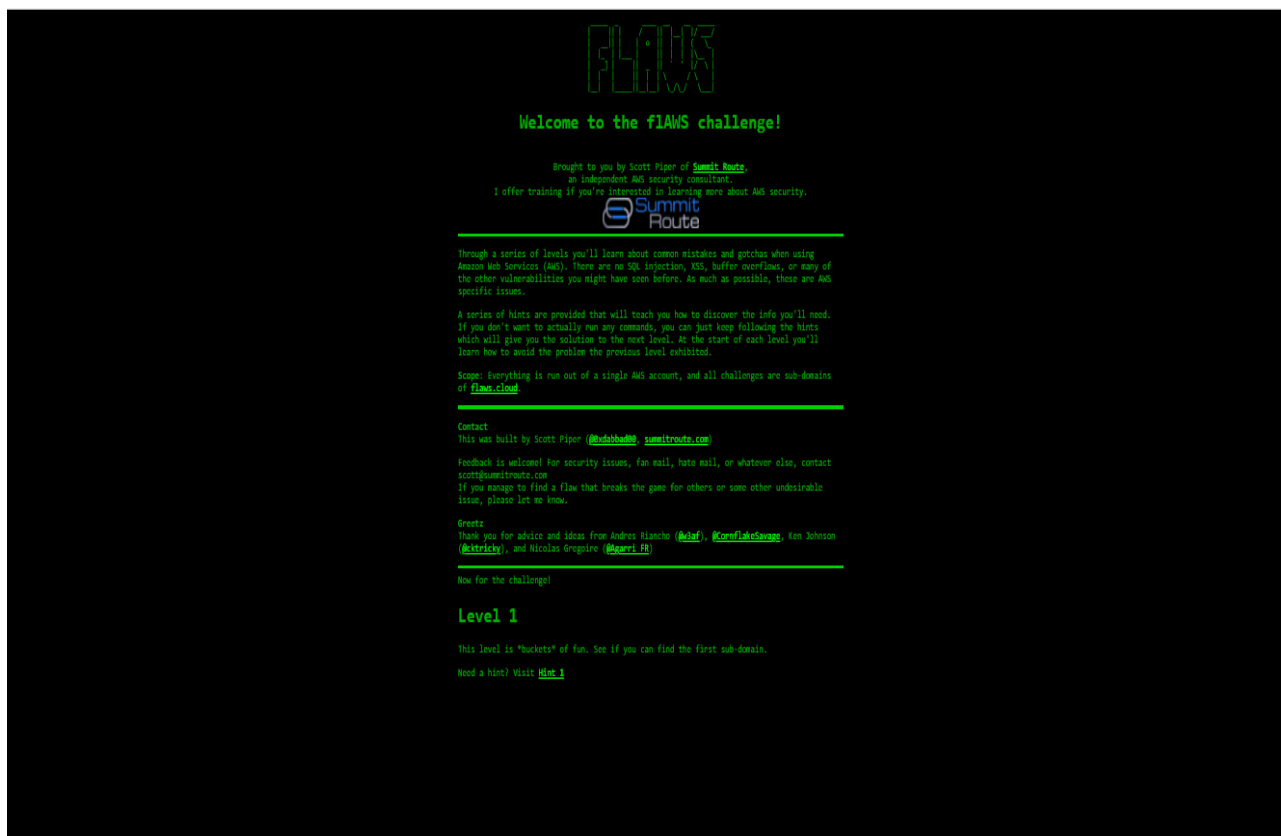 FLAWS
Welcome to the flAWS challenge!
Brought to you by Scott Piper of Summit Route,
an independent AWS security consultant.
I offer training if you're interested in learning more about AWS security.
Summit
Route
Through a series of levels you'll learn about common mistakes and gotchas when using
Amazon Web Services (AWS). There are no SQL injection, XSS, buffer overflows, or many of
the other vulnerabilities you might have seen before. As much as possible, these are AWS
specific issues.
A series of hints are provided that will teach you how to discover the info you'll need.
If you don't want to actually run any commands, you can just keep following the hints
which will give you the solution to the next level. At the start of each level you'll
learn how to avoid the problem the previous level exhibited.
Scope: Everything is run out of a single AWS account, and all challenges are sub-domains
of flaws.cloud.
Contact
This was built by Scott Piper (@0xdabbad00, summitroute.com)
Feedback is welcome! For security issues, fan mail, hate mail, or whatever else, contact
scott@summitroute.com
If you manage to find a flaw that breaks the game for others or some other undesirable
issue, please let me know.
Greetz
Thank you for advice and ideas from Andres Riancho (@w3af), @CornflakeSavage, Ken Johnson
(@cktricky), and Nicolas Gregoire (@Agarri_FR)
Now for the challenge!
Level 1
This level is *buckets* of fun. See if you can find the first sub-domain.
Need a hint? Visit Hint 1